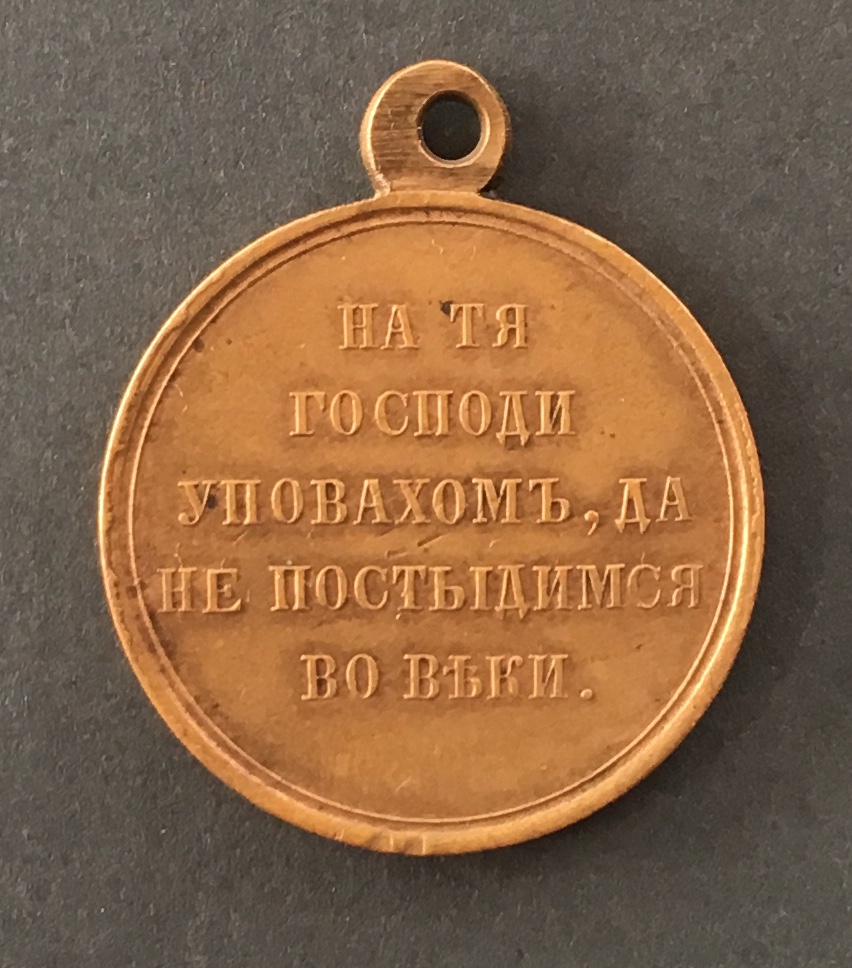 НА ТЯ
ГОСПОДИ
УПОВАХОМЪ, ДА
НЕ ПОСТЫДИМСЯ
ВО ВѢКИ.